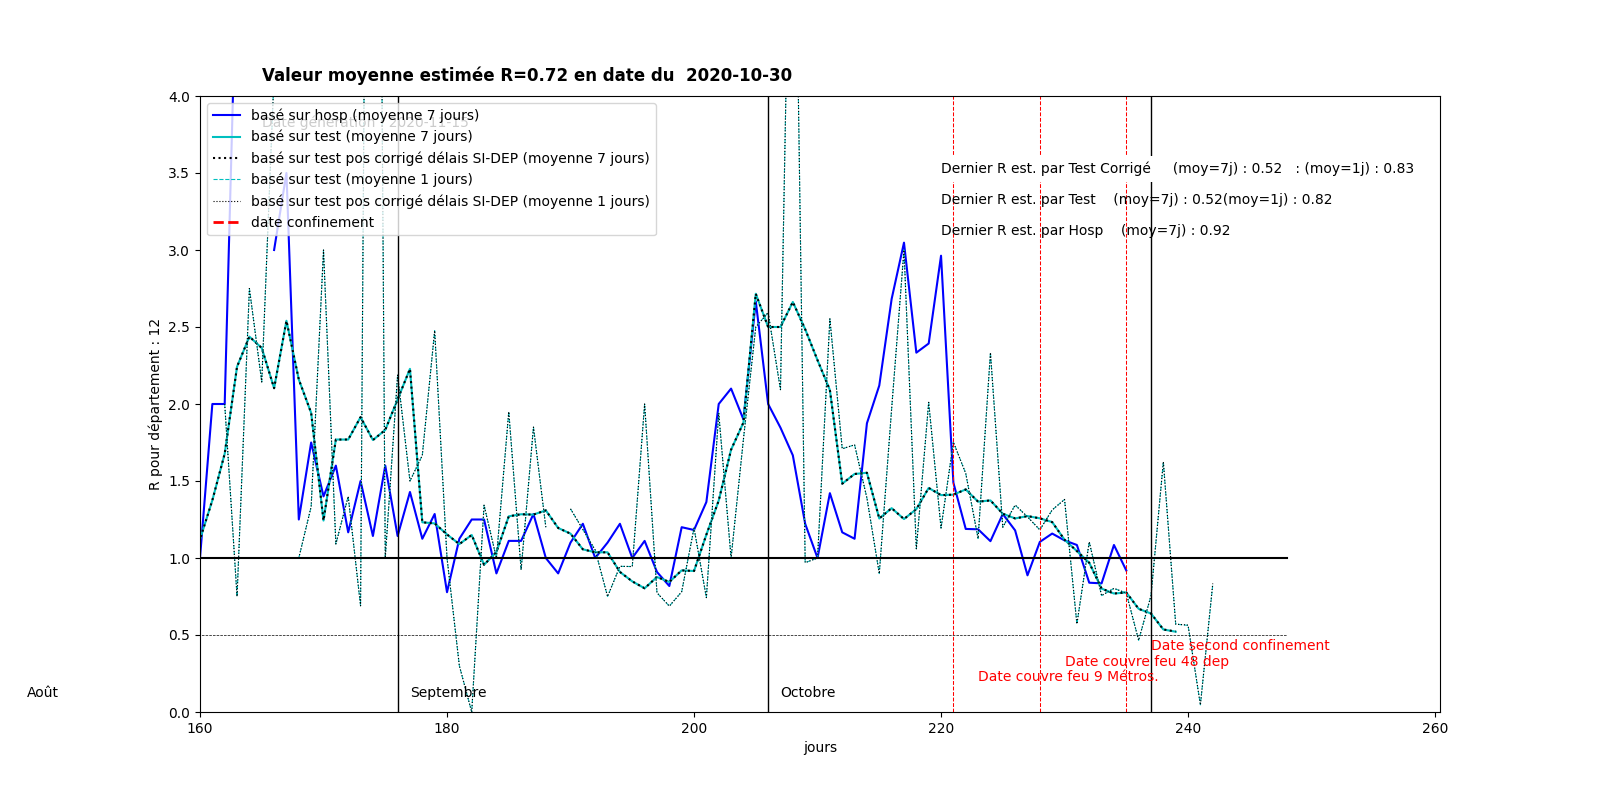 Valeur moyenne estimée R=0.72 en date du  2020-10-30
Date génération : 2020-11-15
basé sur hosp (moyenne 7 jours)
basé sur test (moyenne 7 jours)
basé sur test pos corrigé délais SI-DEP (moyenne 7 jours)
basé sur test (moyenne 1 jours)
basé sur test pos corrigé délais SI-DEP (moyenne 1 jours)
date confinement
Dernier R est. par Test Corrigé     (moy=7j) : 0.52   : (moy=1j) : 0.83
Dernier R est. par Test    (moy=7j) : 0.52(moy=1j) : 0.82
Dernier R est. par Hosp    (moy=7j) : 0.92
4.0
3.5
3.0
2.5
2.0
1.5
1.0
0.5
0.0
R pour département : 12
Date second confinement
Date couvre feu 48 dep
Date couvre feu 9 Métros.
Août
Septembre
Octobre
160
180
200
220
240
260
jours